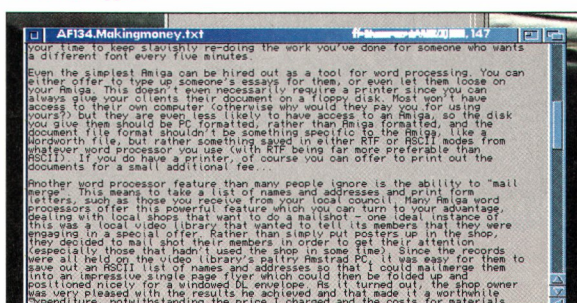 AF134.Makingmoney.txt
,147
your time to keep slavishly re-doing the work you've done for someone who wants
a different font every five minutes.
Even the simplest Amiga can be hired out as a tool for word processing. You can
either offer to type up someone's essays for them, or even let them loose on
your Amiga. This doesn't even necessarily require a printer since you can
always give your clients their document on a floppy disk. Most won't have
access to their own computer (otherwise why would they pay you for using
yours?) but they are even less likely to have access to an Amiga, so the disk
you give them should be PC formatted, rather than Amiga formatted, and the
document file format shouldn't be something specific to the Amiga, like a
Wordworth file, but rather something saved in either RTF or ASCII modes from
whatever word processor you use (with RTF being far more preferable than
ASCII). If you do have a printer, of course you can offer to print out the
documents for a small additional fee...
Another word processor feature than many people ignore is the ability to "mail
merge". This means to take a list of names and addresses and print form
letters, such as those you receive from your local council. Many Amiga word
processors offer this powerful feature which you can turn to your advantage,
dealing with local shops that want to do a mailshot - one ideal instance of
this was a local video library that wanted to tell its members that they were
engaging in a special offer. Rather than simply put posters up in the shop,
they decided to mail shot their members in order to get their attention
(especially those that hadn't used the shop in some time). Since the records
were all held on the video library's paltry Amstrad PC, it was easy for them to
save out an ASCII list of names and addresses so that I could mailmerge them
into an impressive single page flyer which could then be folded up and
positioned nicely for a windowed DL envelope. As it turned out, the shop owner
was very pleased with the results he achieved and that made it a worthwhile
expenditure, notwithstanding the price I charged and the costs for